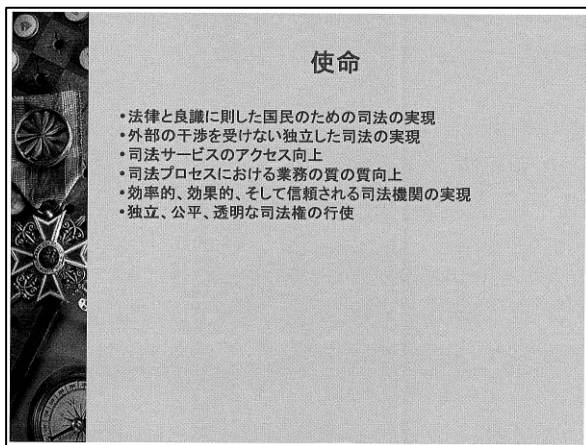 使命
•法律と良識に則した国民のための司法の実現
•外部の干渉を受けない独立した司法の実現
•司法サービスのアクセス向上
•司法プロセスにおける業務の質の質向上
•効率的、効果的、そして信頼される司法機関の実現
•独立、公平、透明な司法権の行使